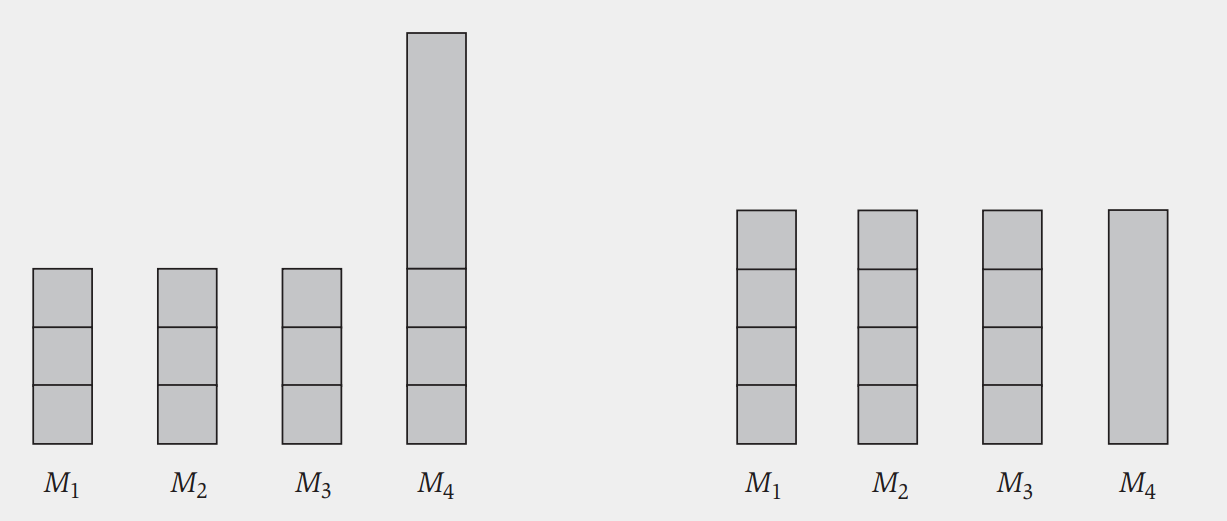 M₁ M₂ M₃ M₄ M₁ M₂ M₃ M₄